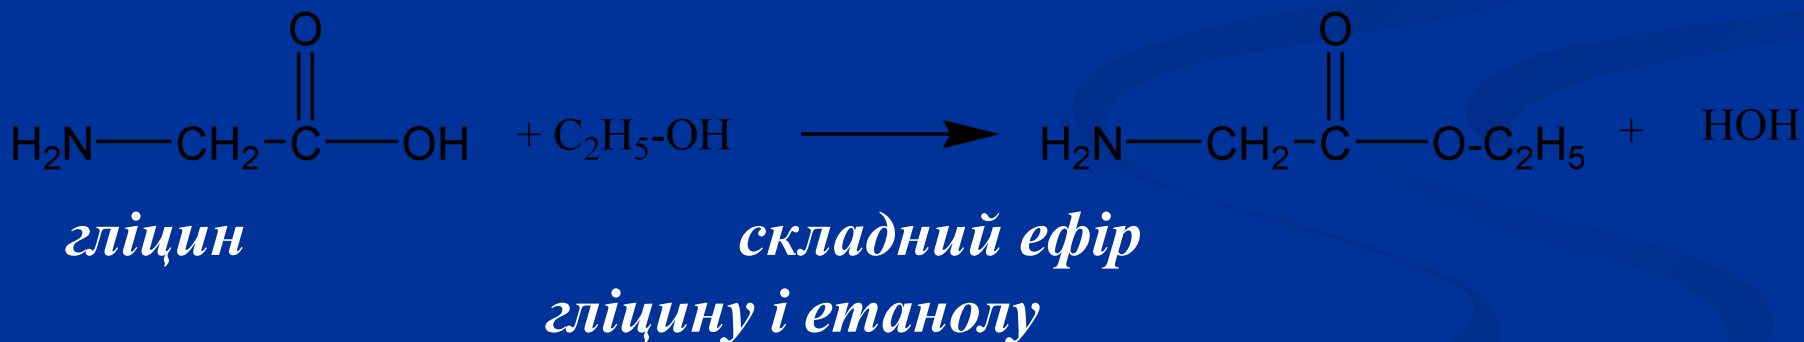 O O
H₂N—CH₂–C—OH + C₂H₅-OH → H₂N—CH₂–C—O-C₂H₅ + HOH
гліцин складний ефір
гліцину і етанолу